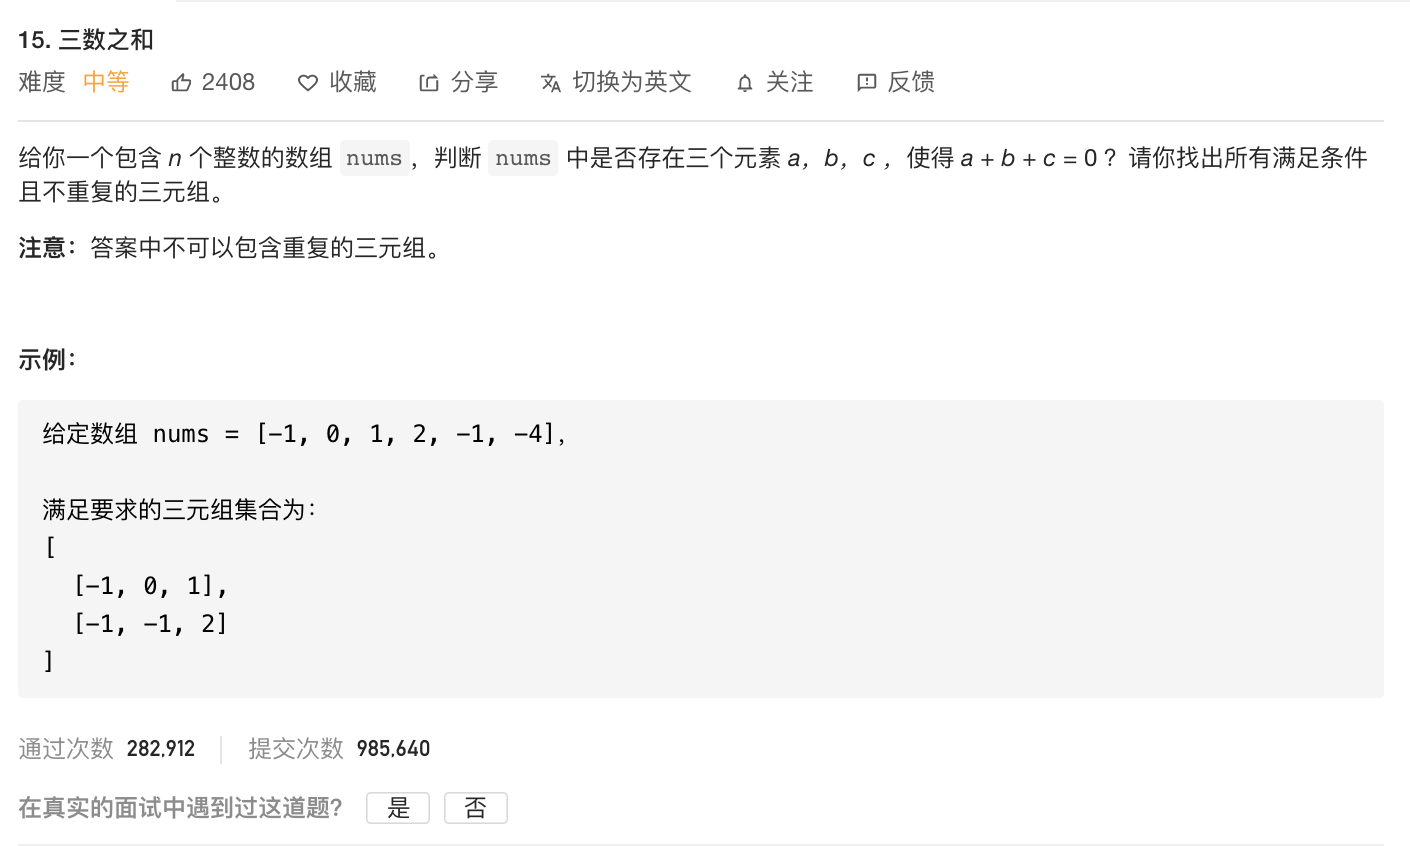 15. 三数之和
难度 中等 2408 收藏 分享 切换为英文 关注 反馈
给你一个包含 n 个整数的数组 nums，判断 nums 中是否存在三个元素 a，b，c ，使得 a + b + c = 0 ？请你找出所有满足条件
且不重复的三元组。
注意：答案中不可以包含重复的三元组。
示例：
给定数组 nums = [-1, 0, 1, 2, -1, -4]，
满足要求的三元组集合为：
[
[-1, 0, 1],
[-1, -1, 2]
]
通过次数 282,912 提交次数 985,640
在真实的面试中遇到过这道题? 是 否